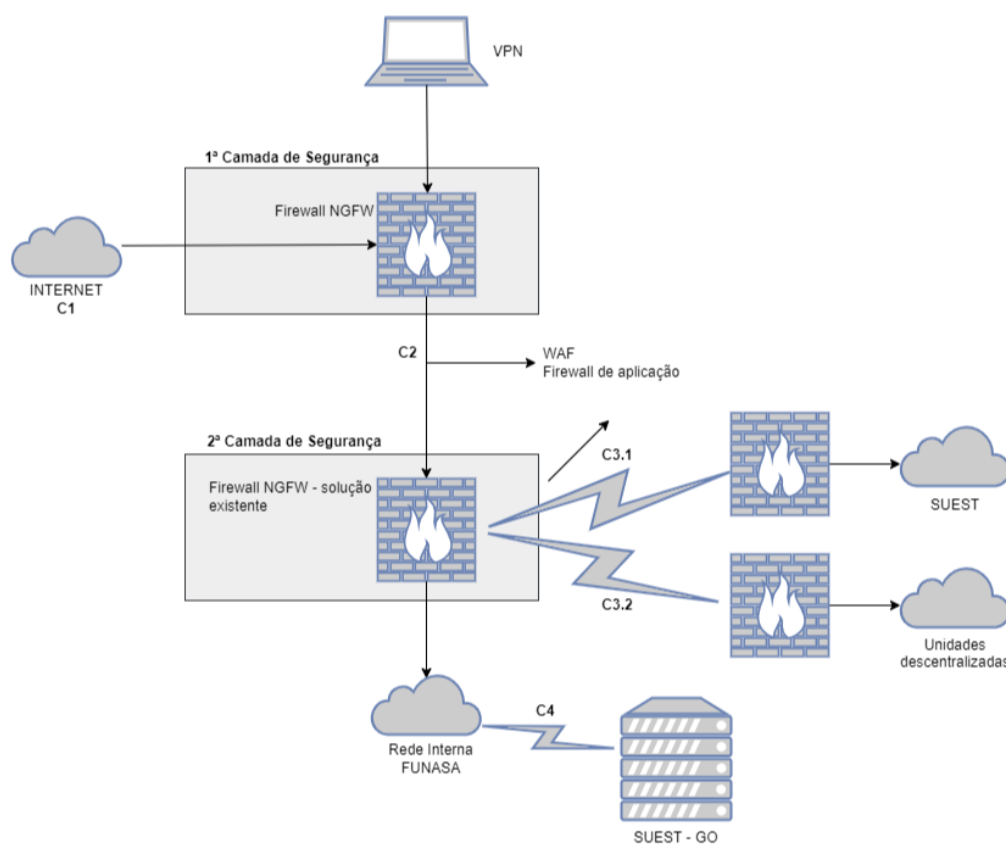 VPN
1ª Camada de Segurança
Firewall NGFW
INTERNET
C1
C2
WAF
Firewall de aplicação
2ª Camada de Segurança
Firewall NGFW - solução
existente
C3.1
SUEST
C3.2
Unidades
descentralizadas
Rede Interna
FUNASA
C4
SUEST - GO